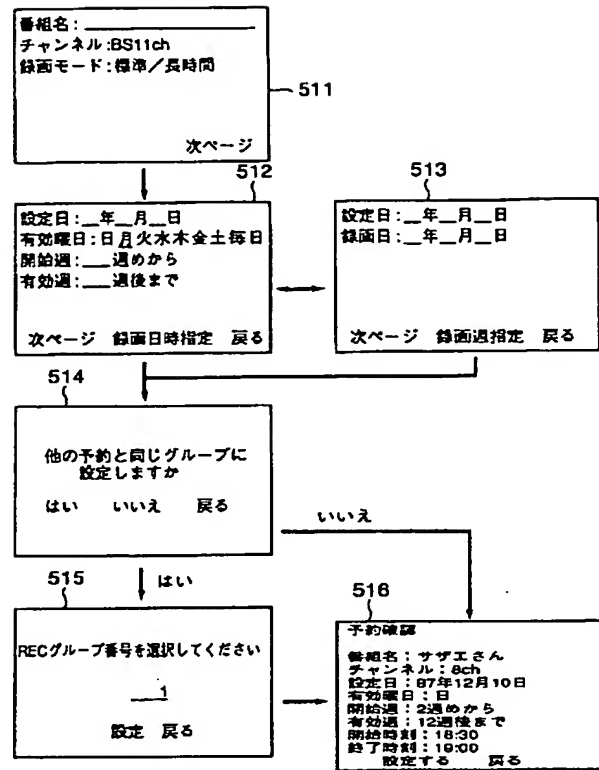 番組名:
チャンネル:BS11ch
録画モード:標準／長時間
次ページ
511
512
設定日:__年__月__日
有効曜日:日月火水木金土毎日
開始週:___週めから
有効週:___週後まで
次ページ 録画日時指定 戻る
513
設定日:__年__月__日
録画日:__年__月__日
次ページ 録画週指定 戻る
514
他の予約と同じグループに
設定しますか
はい いいえ 戻る
いいえ
はい
515
RECグループ番号を選択してください
1
設定 戻る
516
予約確認
番組名：サザエさん
チャンネル：8ch
設定日：97年12月10日
有効曜日：日
開始週：2週めから
有効週：12週後まで
開始時刻：18:30
終了時刻：19:00
設定する 戻る